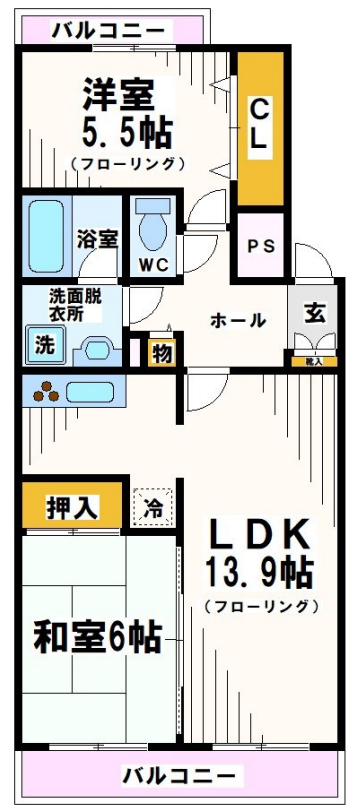 バルコニー
洋室
5.5帖
(フローリング)
CL
浴室
WC
PS
洗面脱
衣所
洗
物
ホール
玄
靴入
押入
冷
LDK
13.9帖
(フローリング)
和室6帖
バルコニー